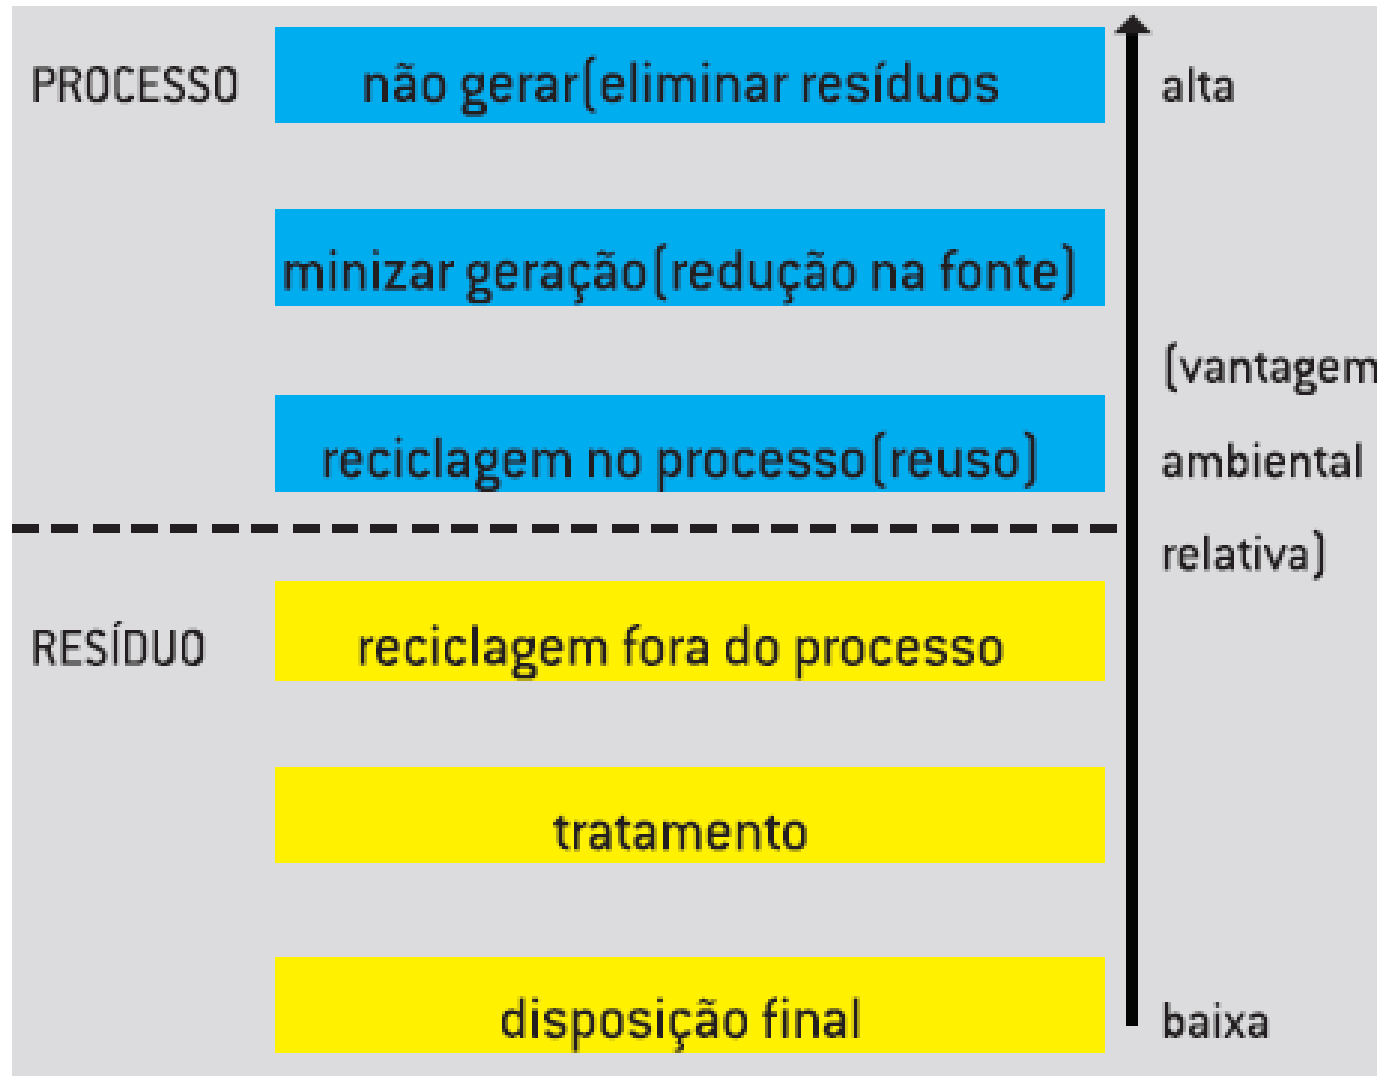 PROCESSO
não gerar(eliminar resíduos
alta
minizar geração(redução na fonte)
(vantagem
reciclagem no processo(reuso)
ambiental
relativa)
RESÍDUO
reciclagem fora do processo
tratamento
disposição final
baixa